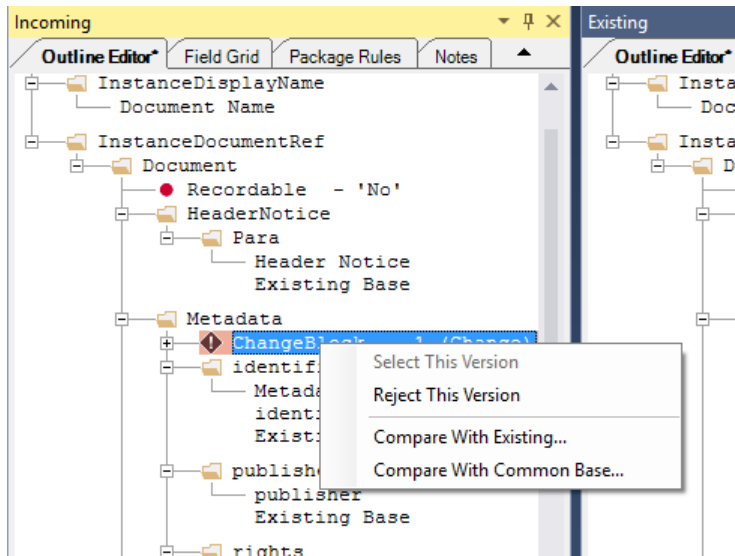 Incoming
Existing
Outline Editor*
Field Grid
Package Rules
Notes
Outline Editor*
InstanceDisplayName
Document Name
InstanceDocumentRef
Document
Recordable - 'No'
HeaderNotice
Para
Header Notice
Existing Base
Metadata
Select This Version
Reject This Version
Compare With Existing...
Compare With Common Base...
publisher
Existing Base
rights